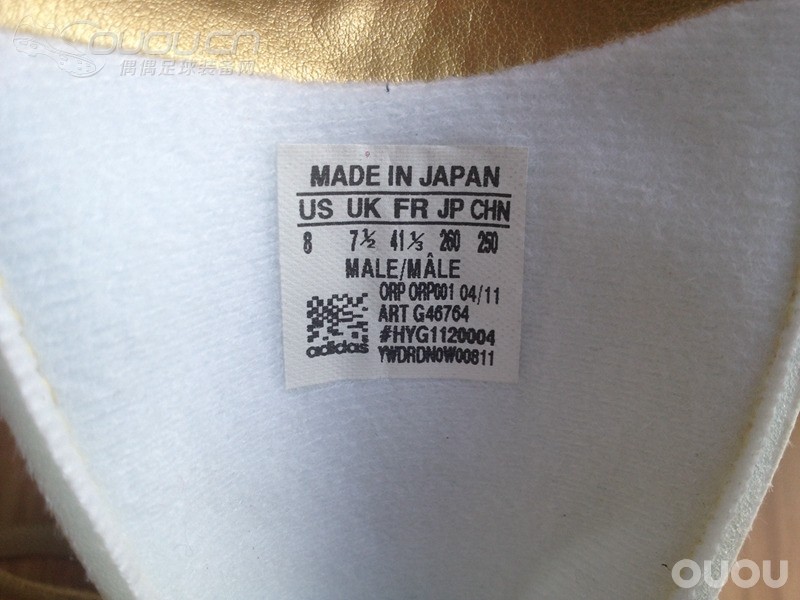 OUOU.CN
偶偶足球装备网
MADE IN JAPAN
US UK FR JP CHN
8 7½ 41⅓ 260 250
MALE/MÂLE
ORP ORP001 04/11
ART G46764
#HYG1120004
adidas YWDRDN0W00811
OUOU